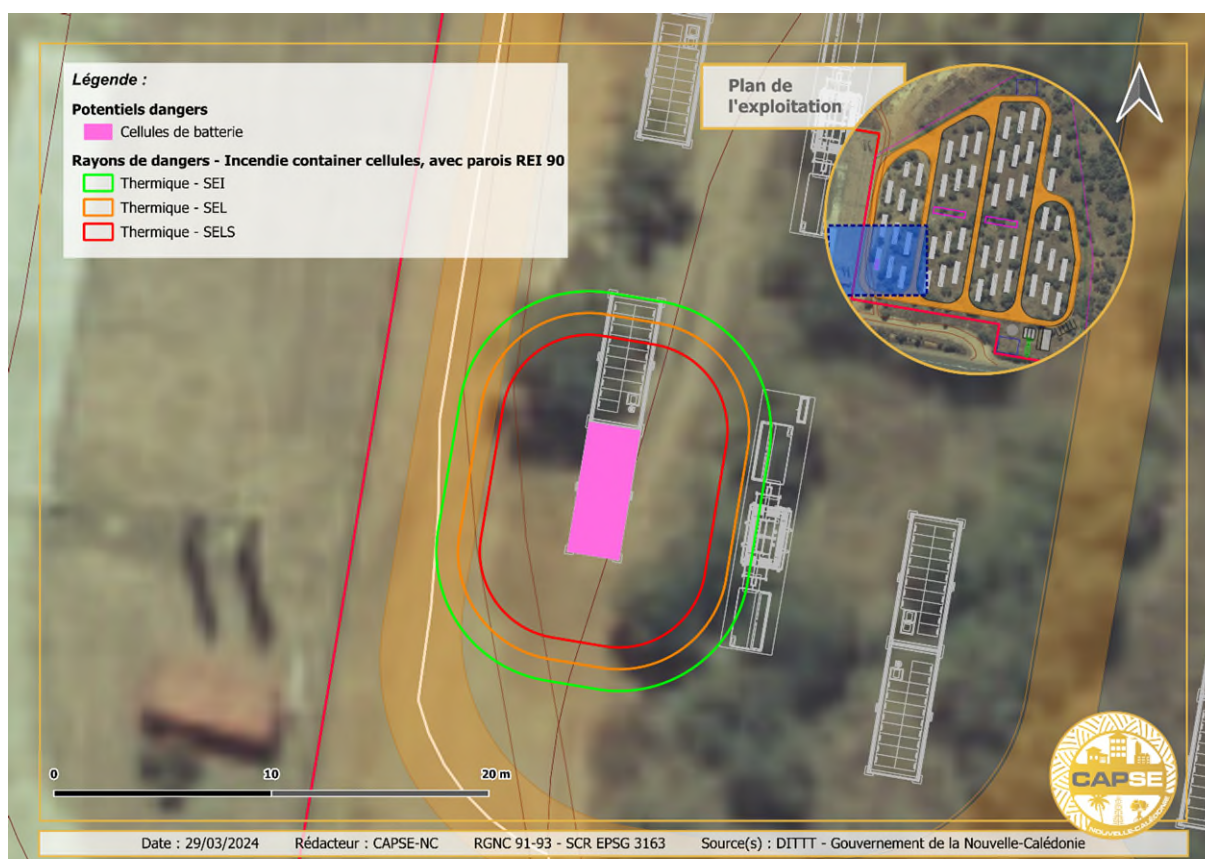 Légende :
Potentiels dangers
Cellules de batterie
Rayons de dangers - Incendie container cellules, avec parois REI 90
Thermique - SEI
Thermique - SEL
Thermique - SELS
Plan de
l'exploitation
0 10 20 m
CAPSE
NOUVELLE-CALÉDONIE
Date : 29/03/2024 Rédacteur : CAPSE-NC RGNC 91-93 - SCR EPSG 3163 Source(s) : DITTT - Gouvernement de la Nouvelle-Calédonie